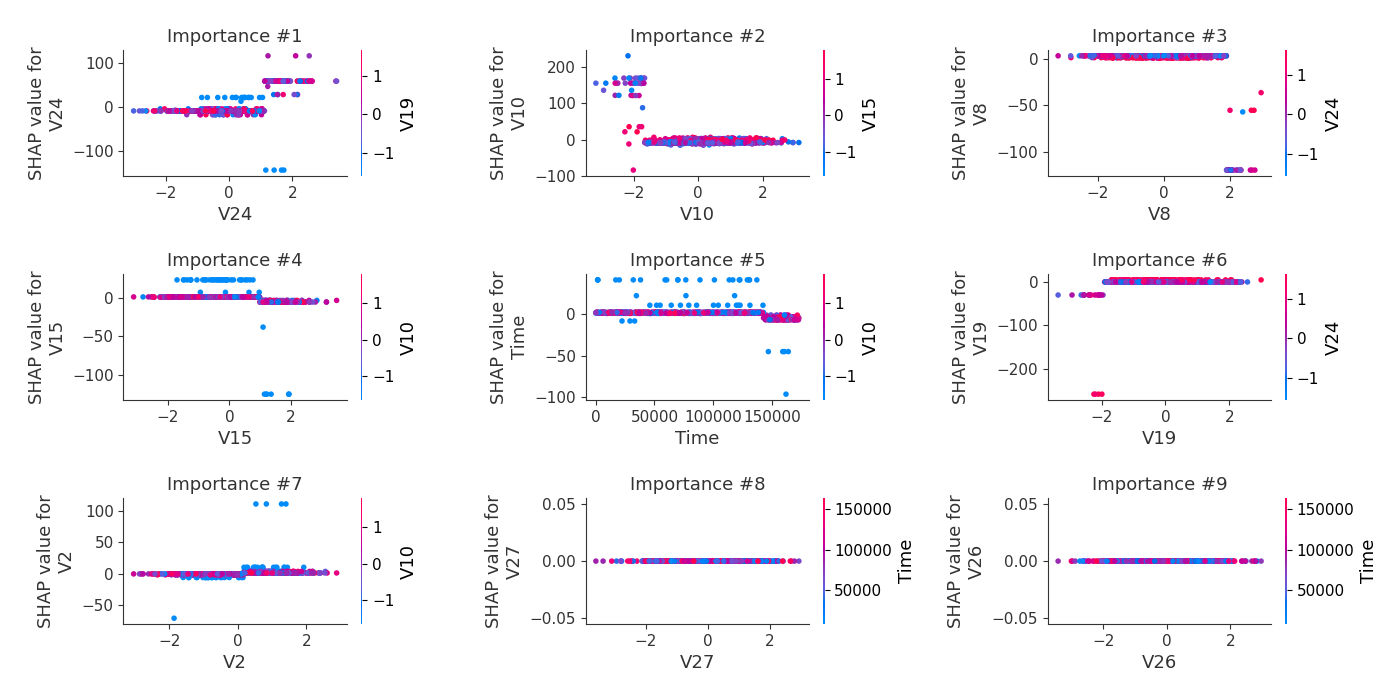 Importance #1
100
0
−100
SHAP value for
V24
−2
0
2
V24
1
0
−1
V19
Importance #2
200
100
0
−100
SHAP value for
V10
−2
0
2
V10
1
0
−1
V15
Importance #3
0
−50
−100
SHAP value for
V8
−2
0
2
V8
1
0
−1
V24
Importance #4
0
−50
−100
SHAP value for
V15
−2
0
2
V15
1
0
−1
V10
Importance #5
0
−50
−100
SHAP value for
Time
0
50000
100000
150000
Time
1
0
−1
V10
Importance #6
0
−100
−200
SHAP value for
V19
−2
0
2
V19
1
0
−1
V24
Importance #7
100
50
0
−50
SHAP value for
V2
−2
0
2
V2
1
0
−1
V10
Importance #8
0.05
0.00
−0.05
SHAP value for
V27
−2
0
2
V27
150000
100000
50000
Time
Importance #9
0.05
0.00
−0.05
SHAP value for
V26
−2
0
2
V26
150000
100000
50000
Time